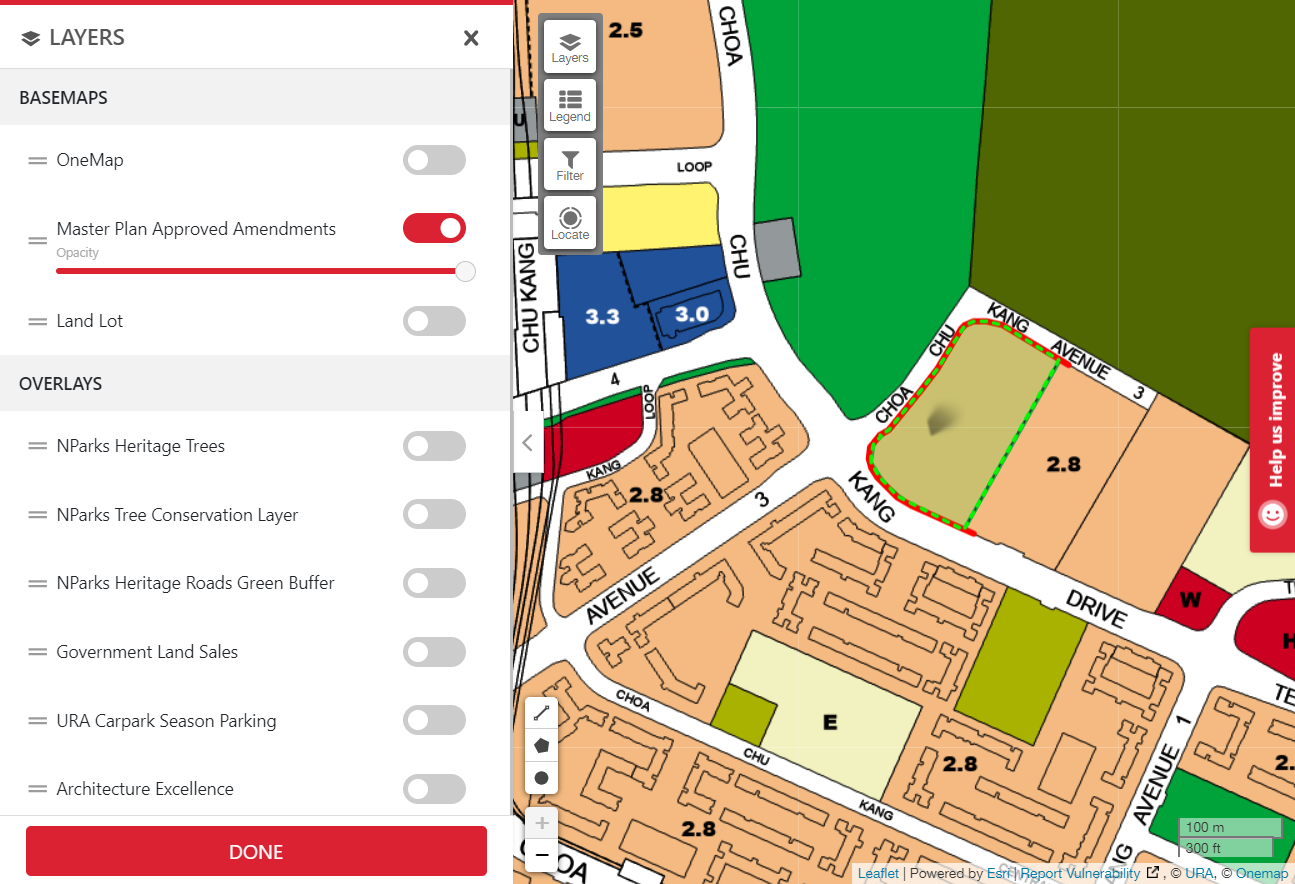 LAYERS
BASEMAPS
OneMap
Master Plan Approved Amendments
Opacity
Land Lot
OVERLAYS
NParks Heritage Trees
NParks Tree Conservation Layer
NParks Heritage Roads Green Buffer
Government Land Sales
URA Carpark Season Parking
Architecture Excellence
DONE
Layers
Legend
Filter
Locate
2.5
CHOA
U
LOOP
CHU
CHU KANG
3.3
3.0
4
LOOP
KANG
2.8
3
AVENUE
CHOA
CHU
KANG
AVENUE
3
KANG
2.8
DRIVE
W
H
TE
CHOA
E
CHU
KANG
2.8
2.8
AVENUE
1
2.
CHOA
Help us improve
100 m
300 ft
Leaflet | Powered by Esri | Report Vulnerability , © URA, © Onemap